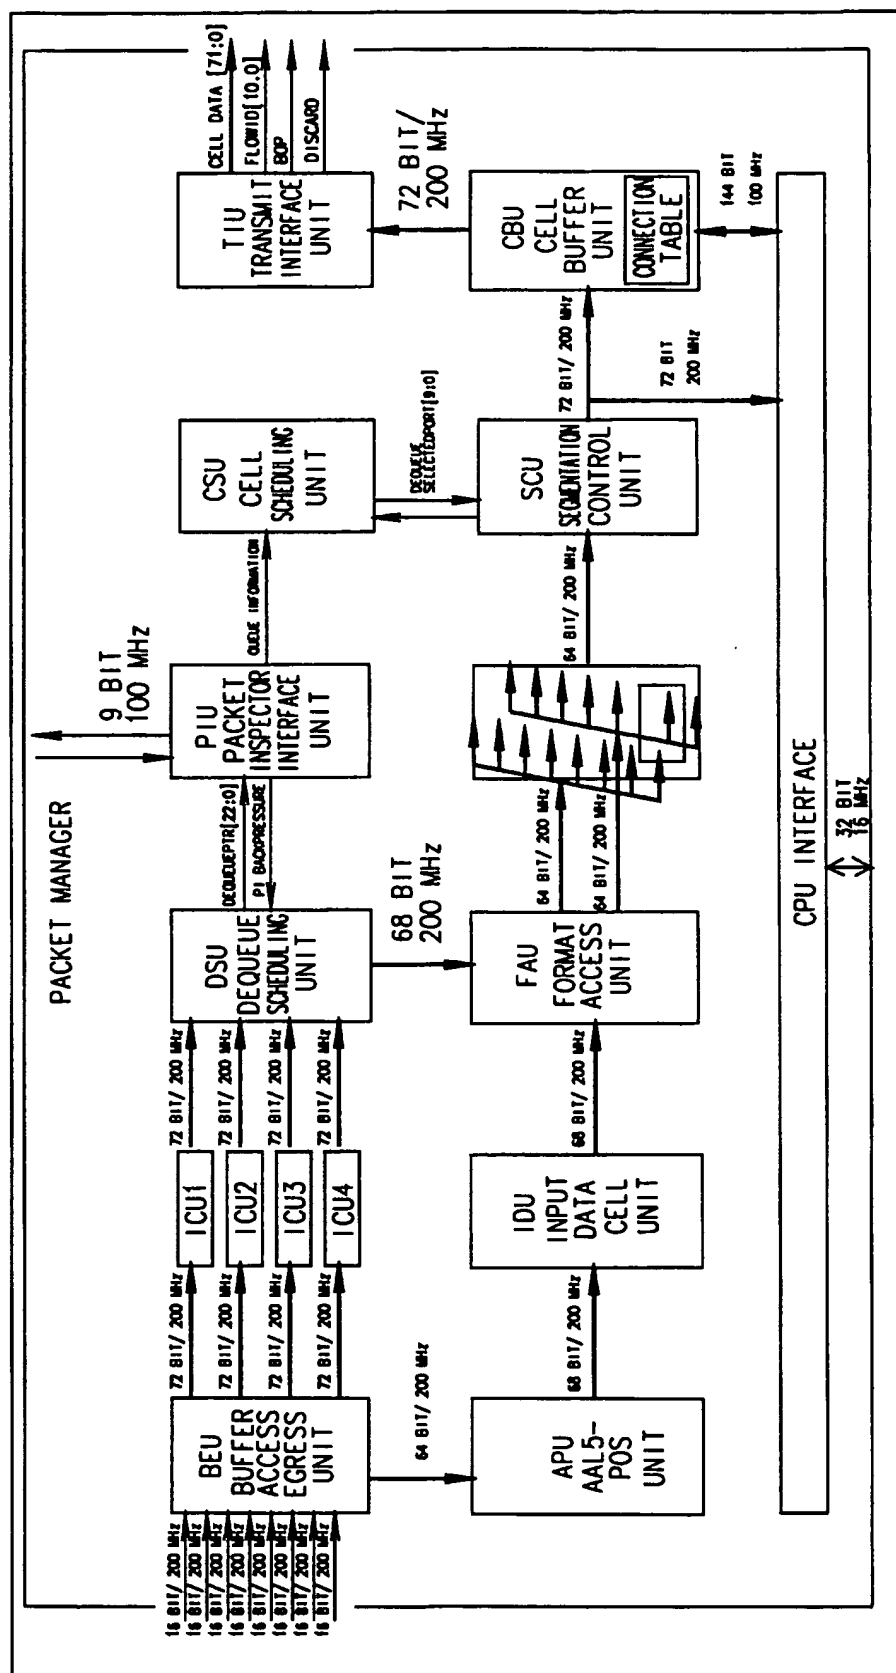 PACKET MANAGER
9 BIT
100 MHz
16 BIT/ 200 MHz
16 BIT/ 200 MHz
16 BIT/ 200 MHz
16 BIT/ 200 MHz
16 BIT/ 200 MHz
16 BIT/ 200 MHz
16 BIT/ 200 MHz
16 BIT/ 200 MHz
BEU
BUFFER
ACCESS
EGRESS
UNIT
72 BIT/ 200 MHz
72 BIT/ 200 MHz
72 BIT/ 200 MHz
72 BIT/ 200 MHz
ICU1
ICU2
ICU3
ICU4
72 BIT/ 200 MHz
72 BIT/ 200 MHz
72 BIT/ 200 MHz
72 BIT/ 200 MHz
DSU
DEQUEUE
SCHEDULING
UNIT
DEQUEUEPTR[22:0]
PI BACKPRESSURE
PIU
PACKET
INSPECTOR
INTERFACE
UNIT
QUEUE INFORMATION
CSU
CELL
SCHEDULING
UNIT
TIU
TRANSMIT
INTERFACE
UNIT
CELL DATA [71:0]
FLOWID[10.0]
BOP
DISCARD
64 BIT/ 200 MHz
68 BIT
200 MHz
DEQUEUE
SELECTEDPORT[9:0]
72 BIT/
200 MHz
APU
AAL5-
POS
UNIT
68 BIT/ 200 MHz
IDU
INPUT
DATA
CELL
UNIT
68 BIT/ 200 MHz
FAU
FORMAT
ACCESS
UNIT
64 BIT/ 200 MHz
64 BIT/ 200 MHz
64 BIT/ 200 MHz
SCU
SEGMENTATION
CONTROL
UNIT
72 BIT/ 200 MHz
CBU
CELL
BUFFER
UNIT
CONNECTION
TABLE
72 BIT
200 MHz
144 BIT
100 MHz
CPU INTERFACE
32 BIT
16 MHz